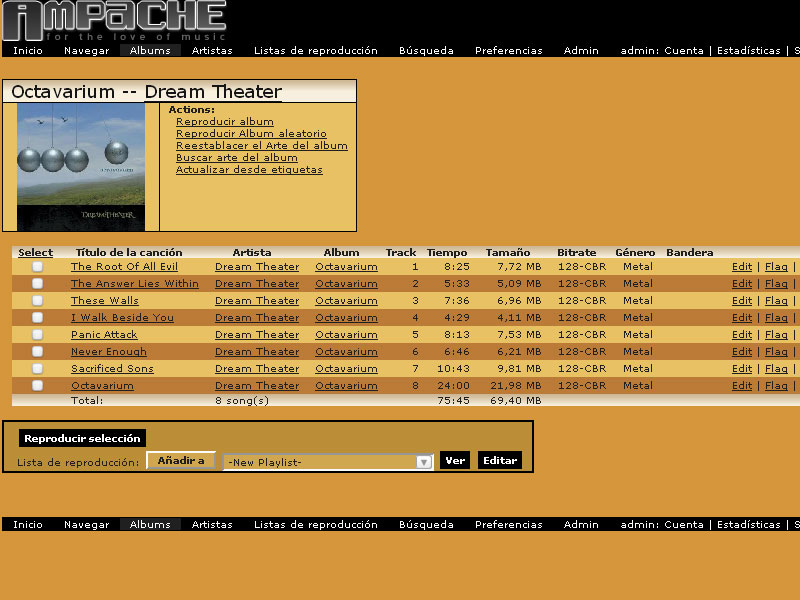 AMPACHE
for the love of music
Inicio Navegar Albums Artistas Listas de reproducción Búsqueda Preferencias Admin admin: Cuenta | Estadísticas | S
Octavarium -- Dream Theater
Actions:
Reproducir album
Reproducir Album aleatorio
Reestablacer el Arte del album
Buscar arte del album
Actualizar desde etiquetas
DREAM THEATER
Select Título de la canción Artista Album Track Tiempo Tamaño Bitrate Género Bandera
The Root Of All Evil Dream Theater Octavarium 1 8:25 7,72 MB 128-CBR Metal Edit | Flag |
The Answer Lies Within Dream Theater Octavarium 2 5:33 5,09 MB 128-CBR Metal Edit | Flag |
These Walls Dream Theater Octavarium 3 7:36 6,96 MB 128-CBR Metal Edit | Flag |
I Walk Beside You Dream Theater Octavarium 4 4:29 4,11 MB 128-CBR Metal Edit | Flag |
Panic Attack Dream Theater Octavarium 5 8:13 7,53 MB 128-CBR Metal Edit | Flag |
Never Enough Dream Theater Octavarium 6 6:46 6,21 MB 128-CBR Metal Edit | Flag |
Sacrificed Sons Dream Theater Octavarium 7 10:43 9,81 MB 128-CBR Metal Edit | Flag |
Octavarium Dream Theater Octavarium 8 24:00 21,98 MB 128-CBR Metal Edit | Flag |
Total: 8 song(s) 75:45 69,40 MB
Reproducir selección
Lista de reproducción: Añadir a -New Playlist- Ver Editar
Inicio Navegar Albums Artistas Listas de reproducción Búsqueda Preferencias Admin admin: Cuenta | Estadísticas | S